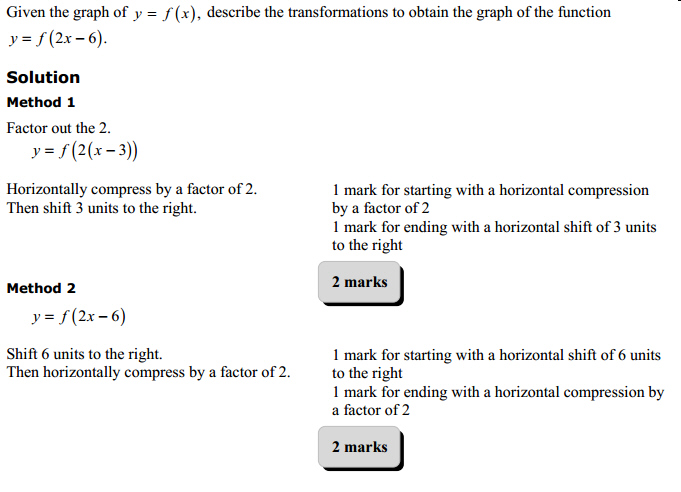 Given the graph of y = f(x), describe the transformations to obtain the graph of the function
y = f(2x – 6).
Solution
Method 1
Factor out the 2.
y = f(2(x – 3))
Horizontally compress by a factor of 2.
Then shift 3 units to the right.
1 mark for starting with a horizontal compression
by a factor of 2
1 mark for ending with a horizontal shift of 3 units
to the right
2 marks
Method 2
y = f(2x – 6)
Shift 6 units to the right.
Then horizontally compress by a factor of 2.
1 mark for starting with a horizontal shift of 6 units
to the right
1 mark for ending with a horizontal compression by
a factor of 2
2 marks